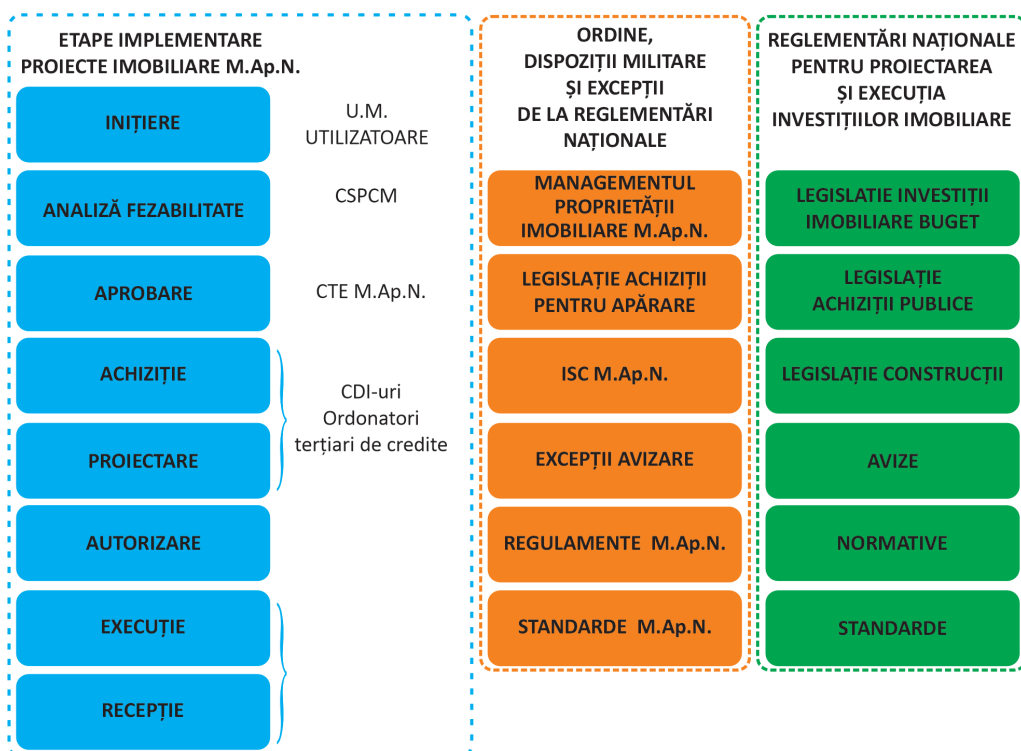 ETAPE IMPLEMENTARE
PROIECTE IMOBILIARE M.Ap.N.
INIȚIERE
U.M.
UTILIZATOARE
ANALIZĂ FEZABILITATE
CSPCM
APROBARE
CTE M.Ap.N.
ACHIZIȚIE
PROIECTARE
CDI-uri
Ordonatori
terțiari de credite
AUTORIZARE
EXECUȚIE
RECEPȚIE
ORDINE,
DISPOZIȚII MILITARE
ȘI EXCEPȚII
DE LA REGLEMENTĂRI
NAȚIONALE
MANAGEMENTUL
PROPRIETĂȚII
IMOBILIARE M.Ap.N.
LEGISLAȚIE ACHIZIȚII
PENTRU APĂRARE
ISC M.Ap.N.
EXCEPȚII AVIZARE
REGULAMENTE M.Ap.N.
STANDARDE M.Ap.N.
REGLEMENTĂRI NAȚIONALE
PENTRU PROIECTAREA
ȘI EXECUȚIA
INVESTIȚIILOR IMOBILIARE
LEGISLATIE INVESTIȚII
IMOBILIARE BUGET
LEGISLAȚIE
ACHIZIȚII PUBLICE
LEGISLAȚIE CONSTRUCȚII
AVIZE
NORMATIVE
STANDARDE